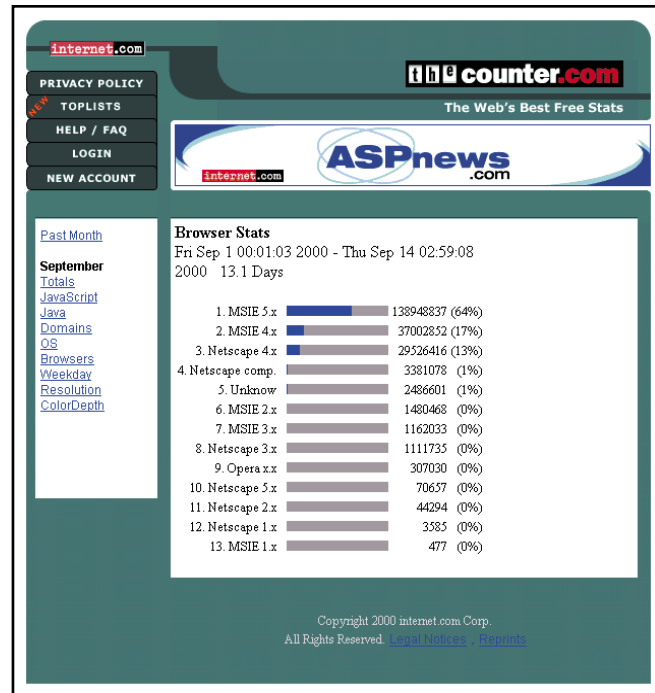 internet.com
PRIVACY POLICY
NEW TOPLISTS
HELP / FAQ
LOGIN
NEW ACCOUNT
the counter.com
The Web's Best Free Stats
internet.com
ASPnews
.com
Past Month
September
Totals
JavaScript
Java
Domains
OS
Browsers
Weekday
Resolution
ColorDepth
Browser Stats
Fri Sep 1 00:01:03 2000 - Thu Sep 14 02:59:08
2000 13.1 Days
1. MSIE 5.x 138948837 (64%)
2. MSIE 4.x 37002852 (17%)
3. Netscape 4.x 29526416 (13%)
4. Netscape comp. 3381078 (1%)
5. Unknow 2486601 (1%)
6. MSIE 2.x 1480468 (0%)
7. MSIE 3.x 1162033 (0%)
8. Netscape 3.x 1111735 (0%)
9. Opera x.x 307030 (0%)
10. Netscape 5.x 70657 (0%)
11. Netscape 2.x 44294 (0%)
12. Netscape 1.x 3585 (0%)
13. MSIE 1.x 477 (0%)
Copyright 2000 internet.com Corp.
All Rights Reserved. Legal Notices , Reprints